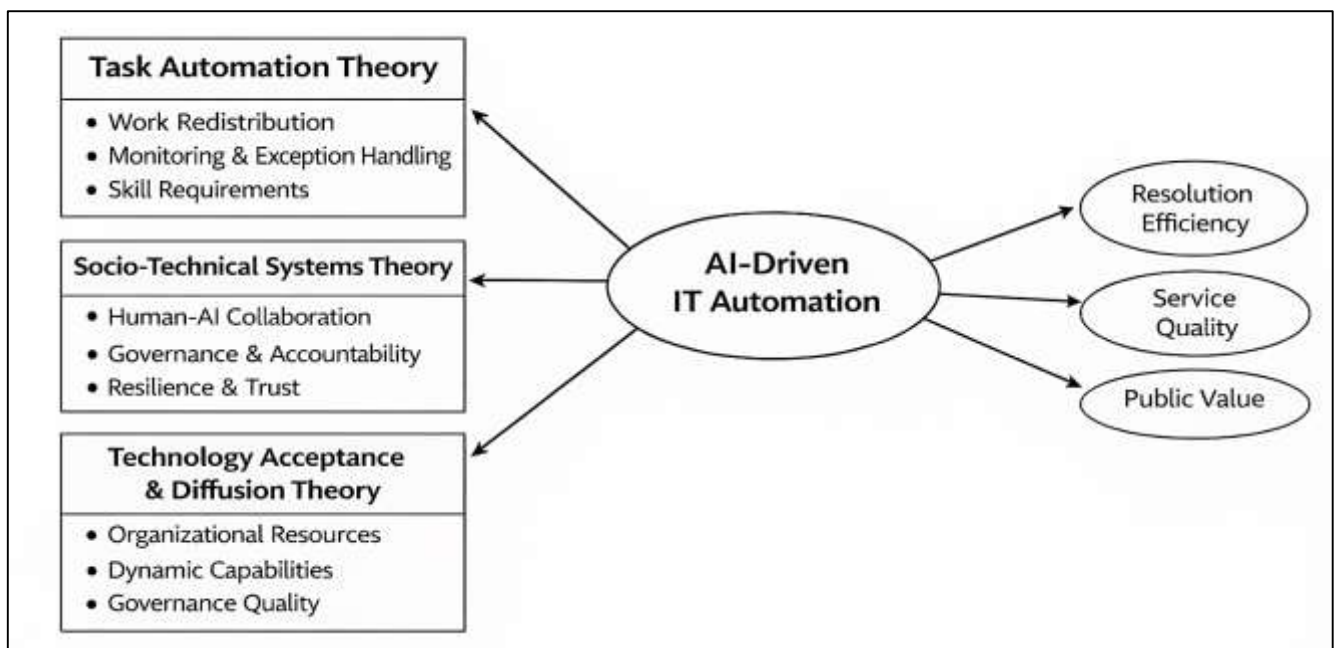 Task Automation Theory
• Work Redistribution
• Monitoring & Exception Handling
• Skill Requirements
Socio-Technical Systems Theory
• Human-AI Collaboration
• Governance & Accountability
• Resilience & Trust
Technology Acceptance
& Diffusion Theory
• Organizational Resources
• Dynamic Capabilities
• Governance Quality
AI-Driven
IT Automation
Resolution
Efficiency
Service
Quality
Public Value